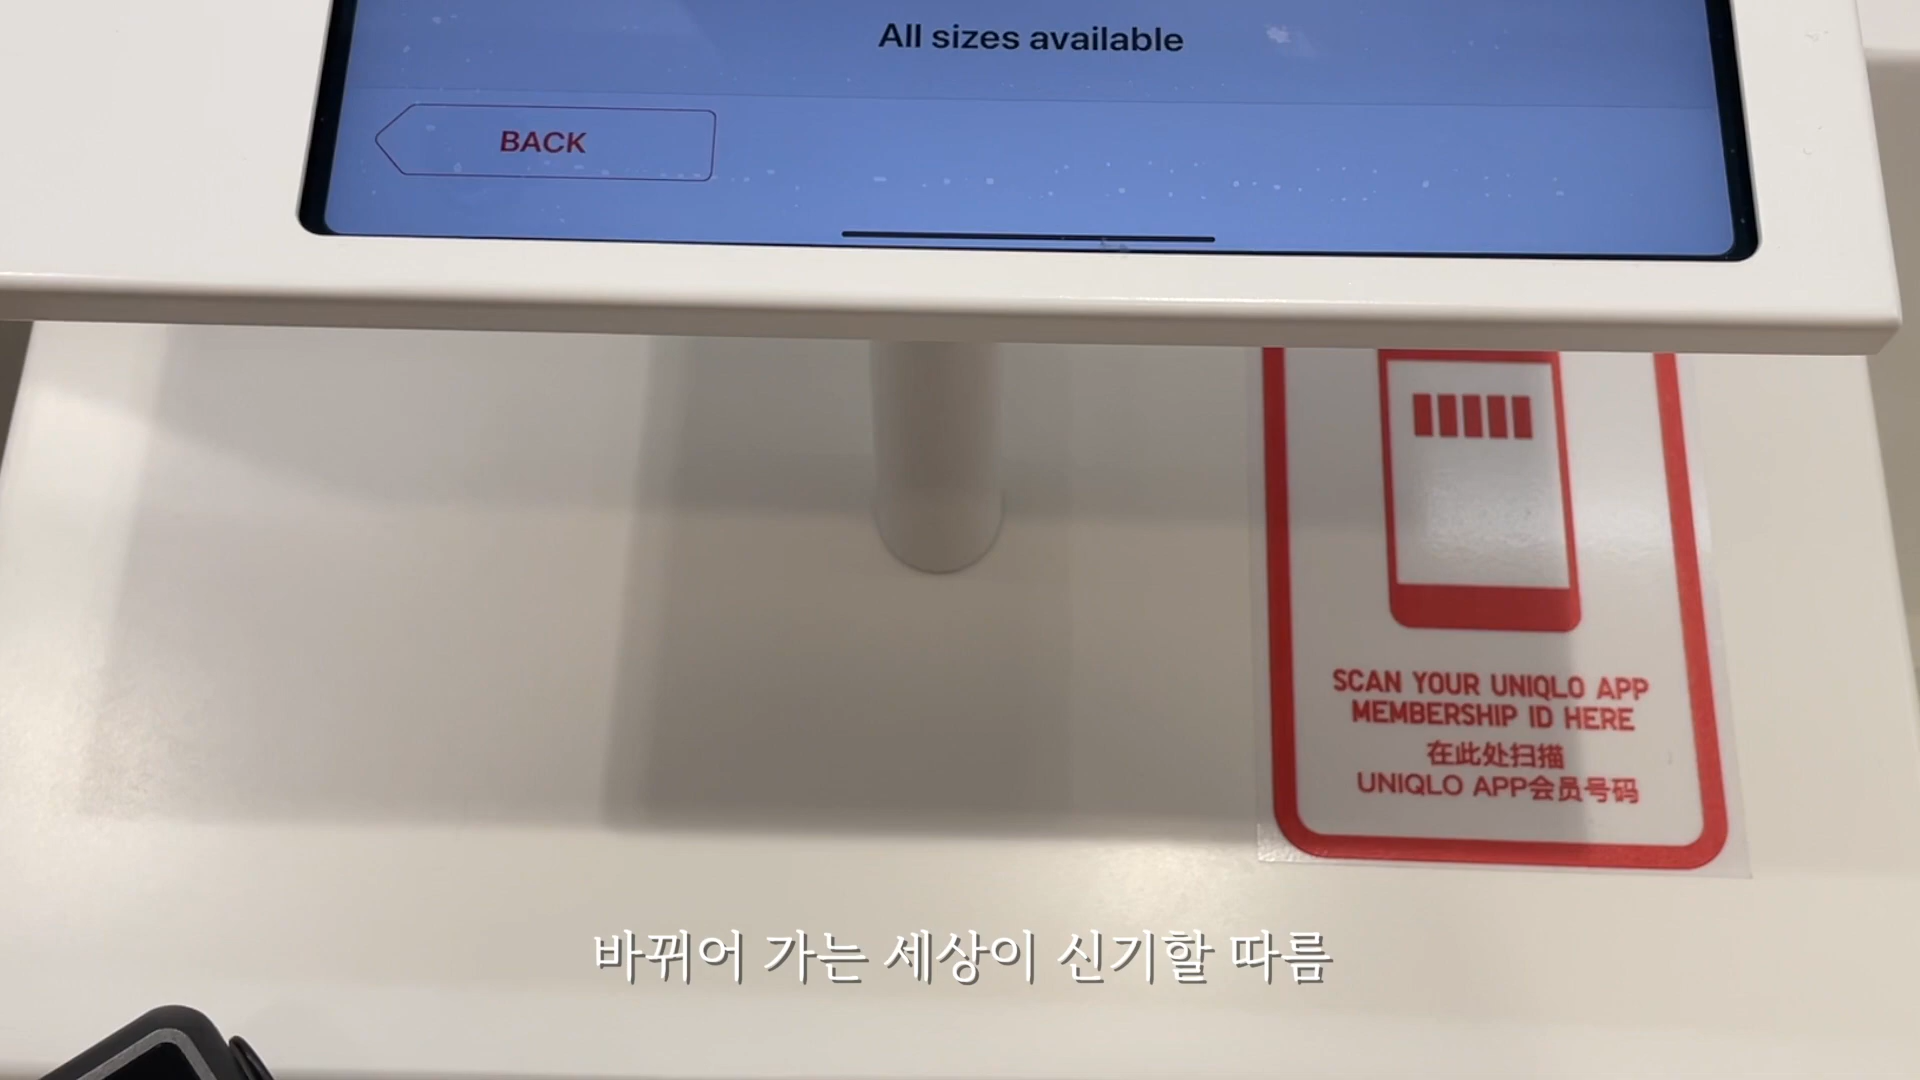 All sizes available
BACK
SCAN YOUR UNIQLO APP
MEMBERSHIP ID HERE
在此处扫描
UNIQLO APP会员号码
바뀌어 가는 세상이 신기할 따름